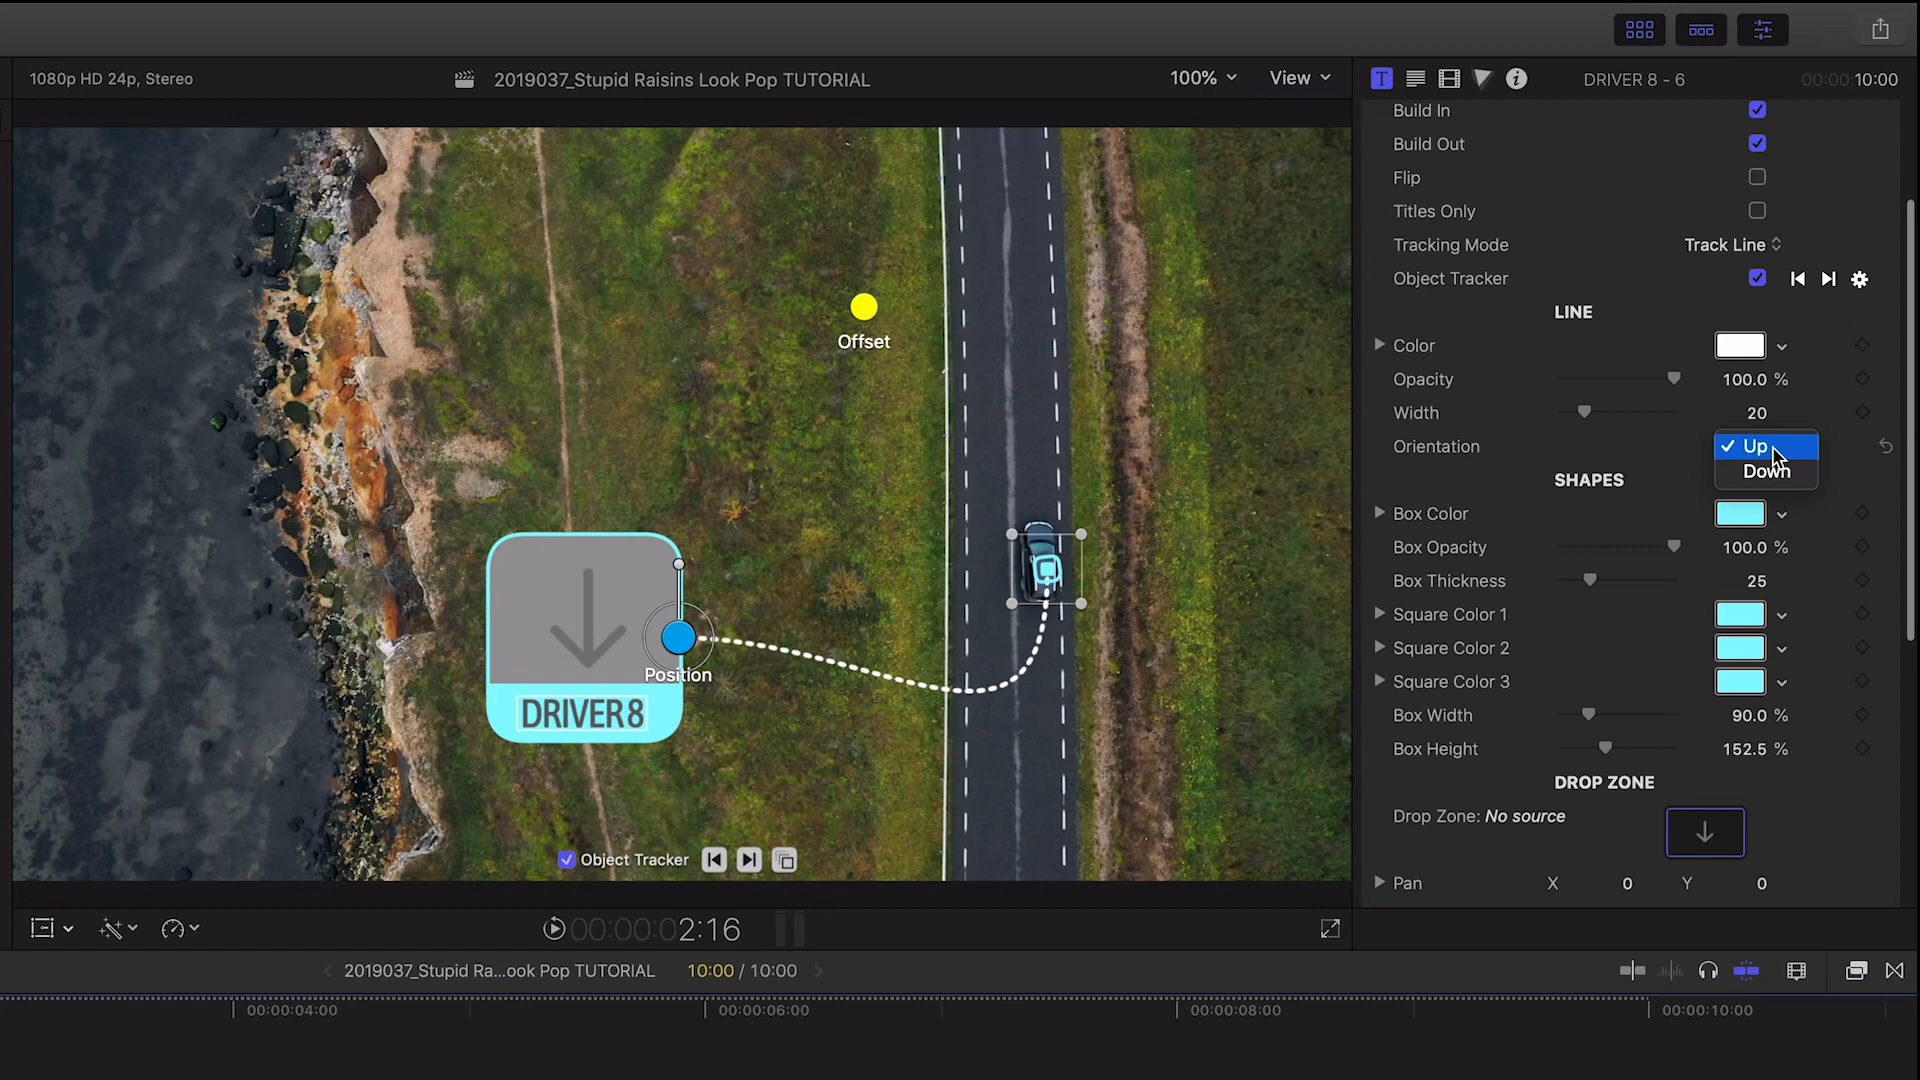 1080p HD 24p, Stereo
2019037_Stupid Raisins Look Pop TUTORIAL
100%
View
DRIVER 8 - 6
00:00:10:00
Build In
Build Out
Flip
Titles Only
Tracking Mode
Track Line
Object Tracker
LINE
Color
Opacity
100.0 %
Width
20
Orientation
Up
Down
SHAPES
Box Color
Box Opacity
100.0 %
Box Thickness
25
Square Color 1
Square Color 2
Square Color 3
Box Width
90.0 %
Box Height
152.5 %
DROP ZONE
Drop Zone: No source
Pan
X
0
Y
0
Offset
Position
DRIVER 8
Object Tracker
00:00:02:16
2019037_Stupid Ra...ook Pop TUTORIAL
10:00 / 10:00
00:00:04:00
00:00:06:00
00:00:08:00
00:00:10:00